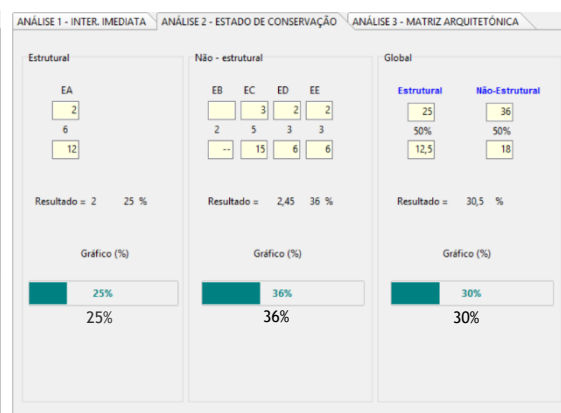 ANÁLISE 1 - INTER. IMEDIATA ANÁLISE 2 - ESTADO DE CONSERVAÇÃO ANÁLISE 3 - MATRIZ ARQUITETÓNICA
Estrutural
EA
2
6
12
Resultado = 2 25 %
Gráfico (%)
25%
25%
Não - estrutural
EB EC ED EE
3 2 2
2 5 3 3
-- 15 6 6
Resultado = 2,45 36 %
Gráfico (%)
36%
36%
Global
Estrutural Não-Estrutural
25 36
50% 50%
12,5 18
Resultado = 30,5 %
Gráfico (%)
30%
30%